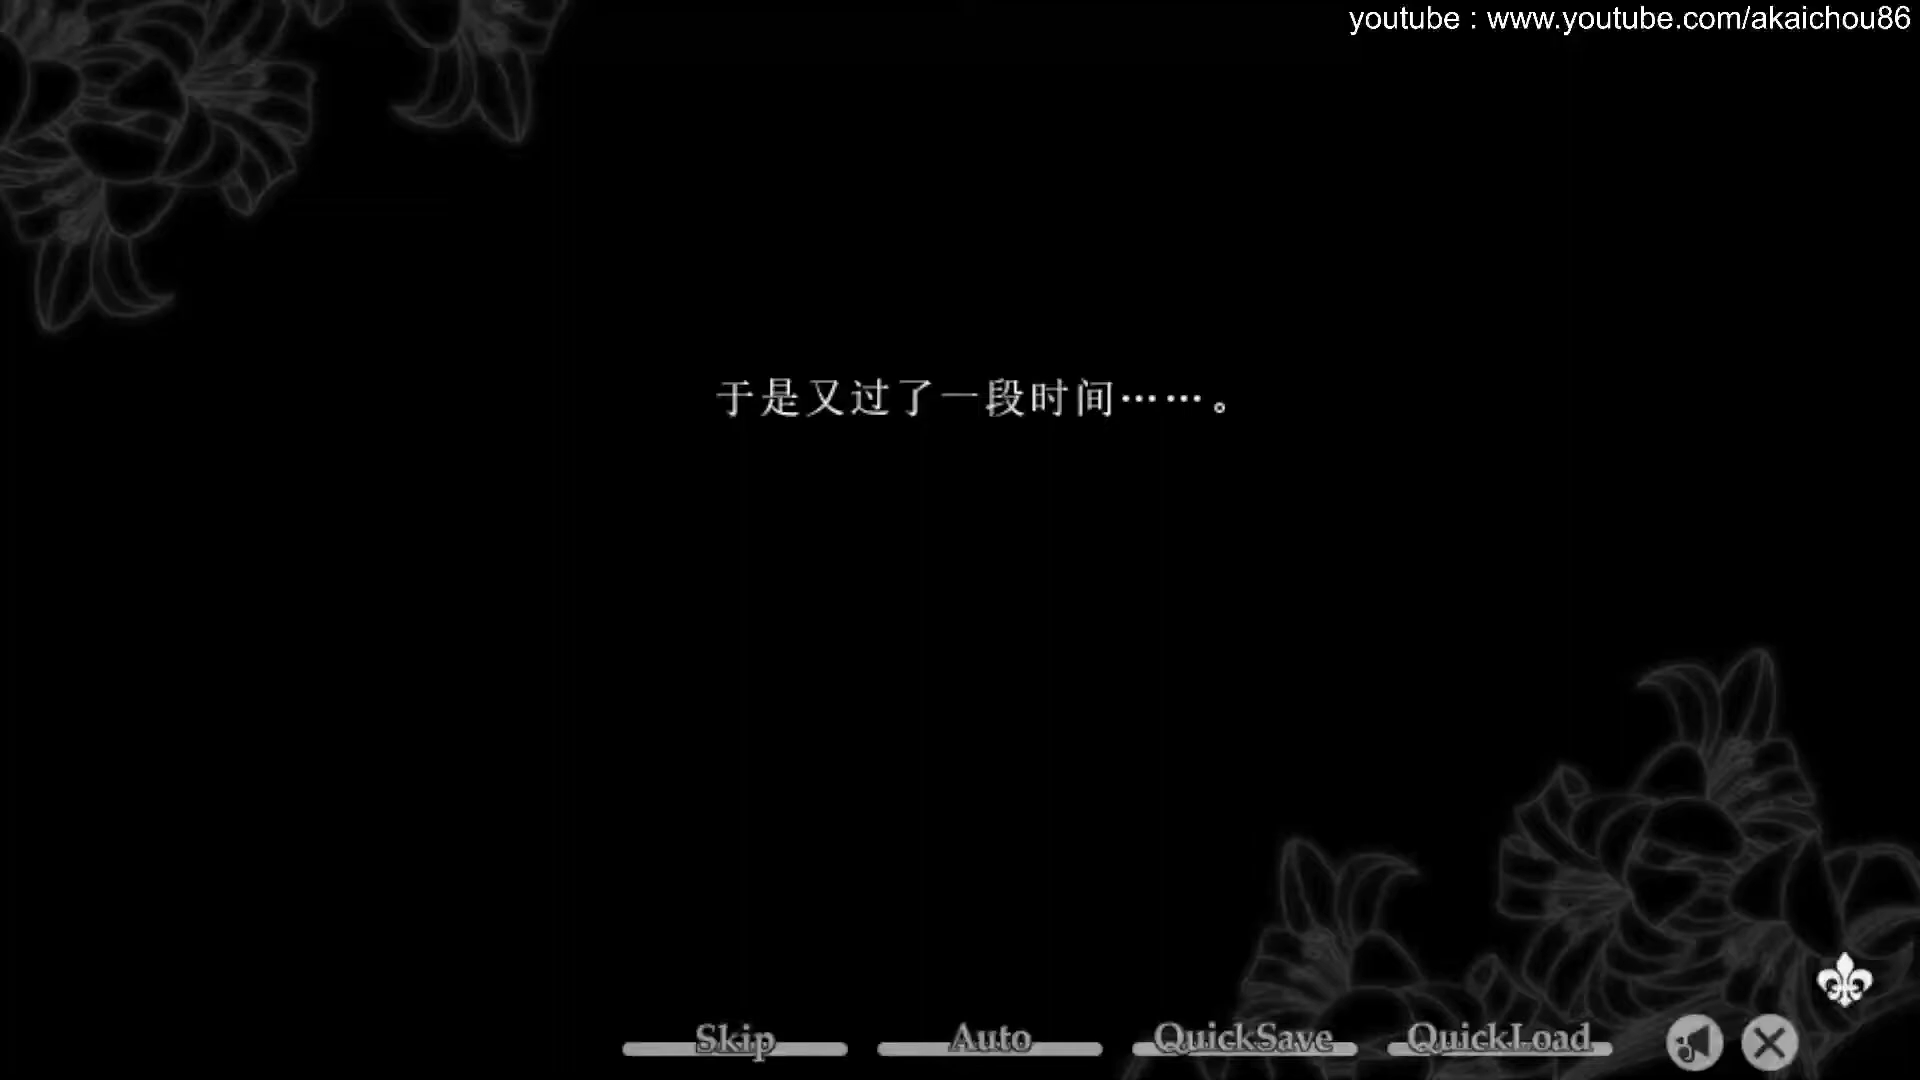 youtube : www.youtube.com/akaichou86
于是又过了一段时间……。
Skip Auto QuickSave QuickLoad